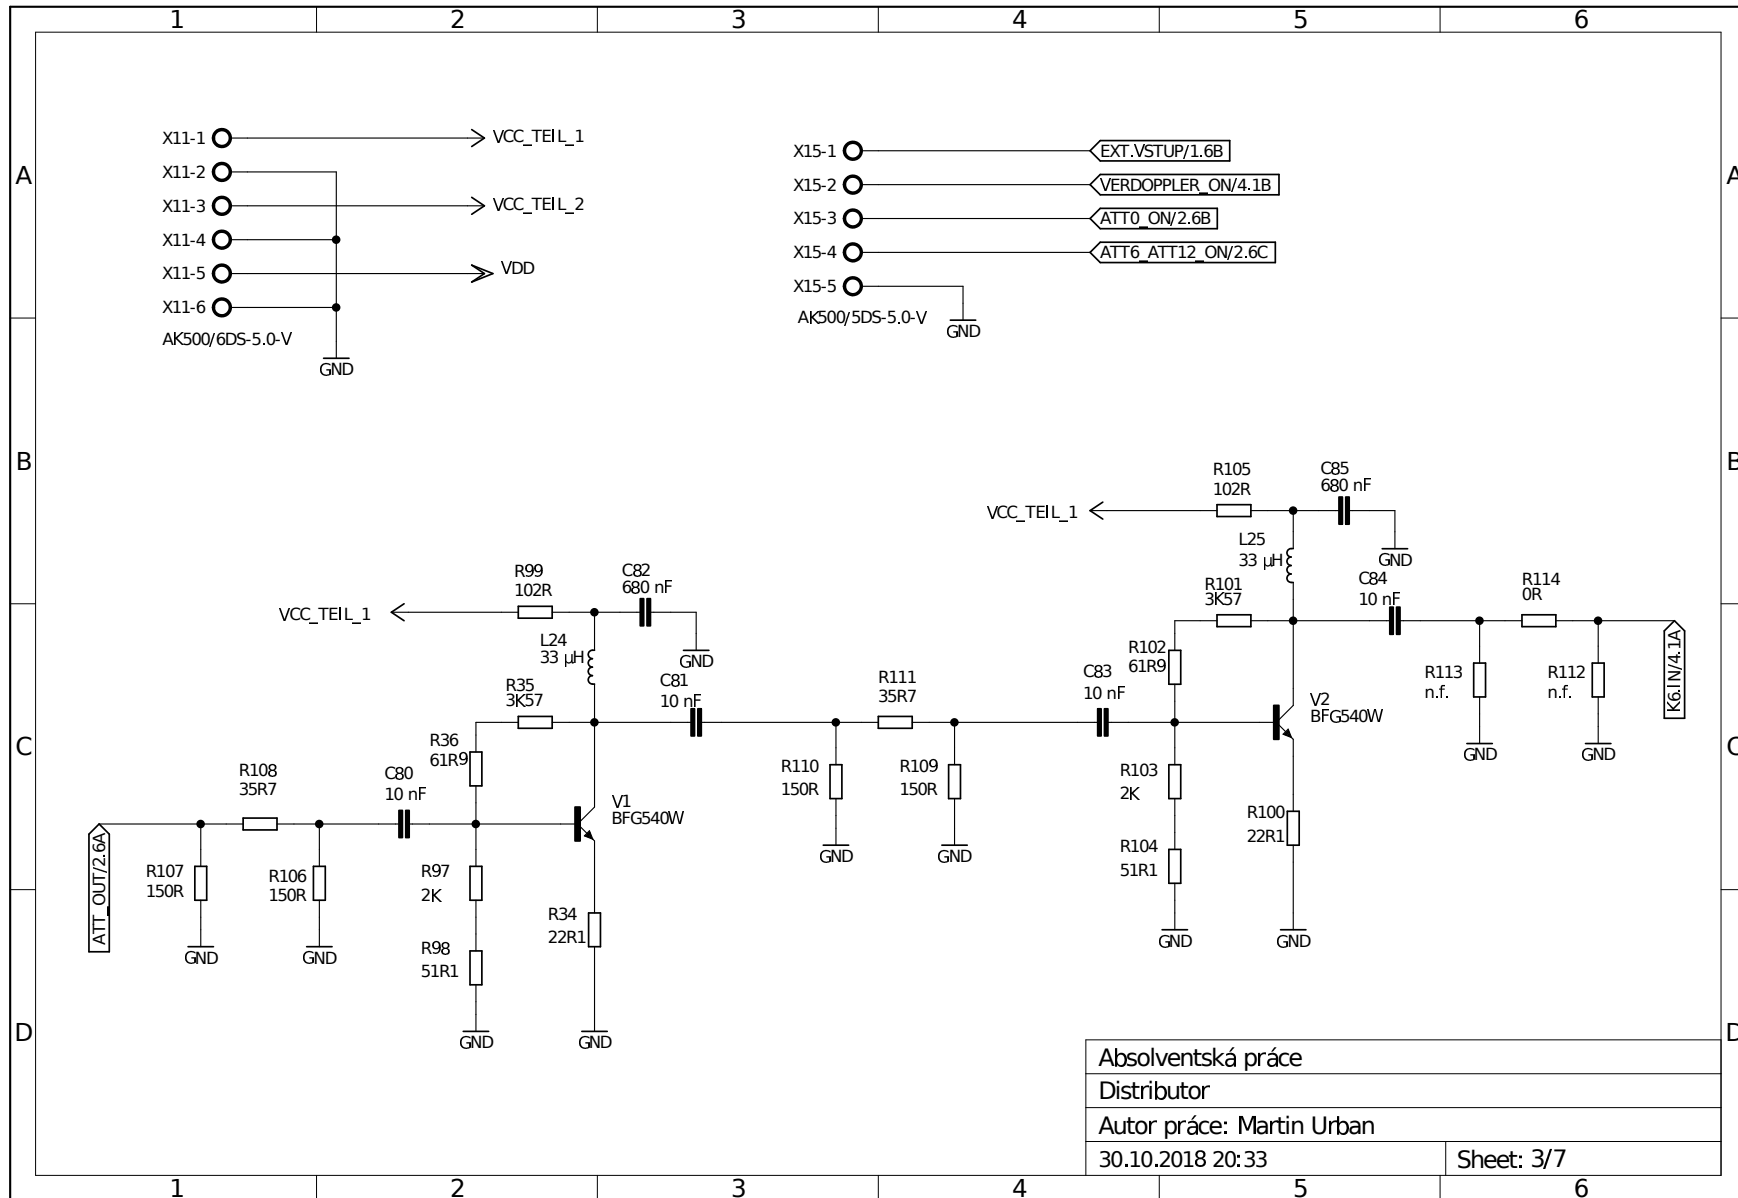 1 2 3 4 5 6
A A
X11-1 VCC_TEIL_1
X11-2
X11-3 VCC_TEIL_2
X11-4
X11-5 VDD
X11-6
AK500/6DS-5.0-V
GND
X15-1 EXT.VSTUP/1.6B
X15-2 VERDOPPLER_ON/4.1B
X15-3 ATT0_ON/2.6B
X15-4 ATT6_ATT12_ON/2.6C
X15-5
AK500/5DS-5.0-V
GND
B B
VCC_TEIL_1
R105
102R
C85
680 nF
GND
L25
33 µH
R101
3K57
C84
10 nF
R114
0R
VCC_TEIL_1
R99
102R
C82
680 nF
GND
L24
33 µH
R35
3K57
C81
10 nF
R111
35R7
C83
10 nF
R102
61R9
V2
BFG540W
R113
n.f.
GND
R112
n.f.
GND
K6.IN/4.1A
C C
R36
61R9
R108
35R7
C80
10 nF
V1
BFG540W
R110
150R
GND
R109
150R
GND
R103
2K
R104
51R1
GND
R100
22R1
GND
ATT_OUT/2.6A
R107
150R
GND
R106
150R
GND
R97
2K
R98
51R1
GND
R34
22R1
GND
D D
Absolventská práce
Distributor
Autor práce: Martin Urban
30.10.2018 20:33 Sheet: 3/7
1 2 3 4 5 6